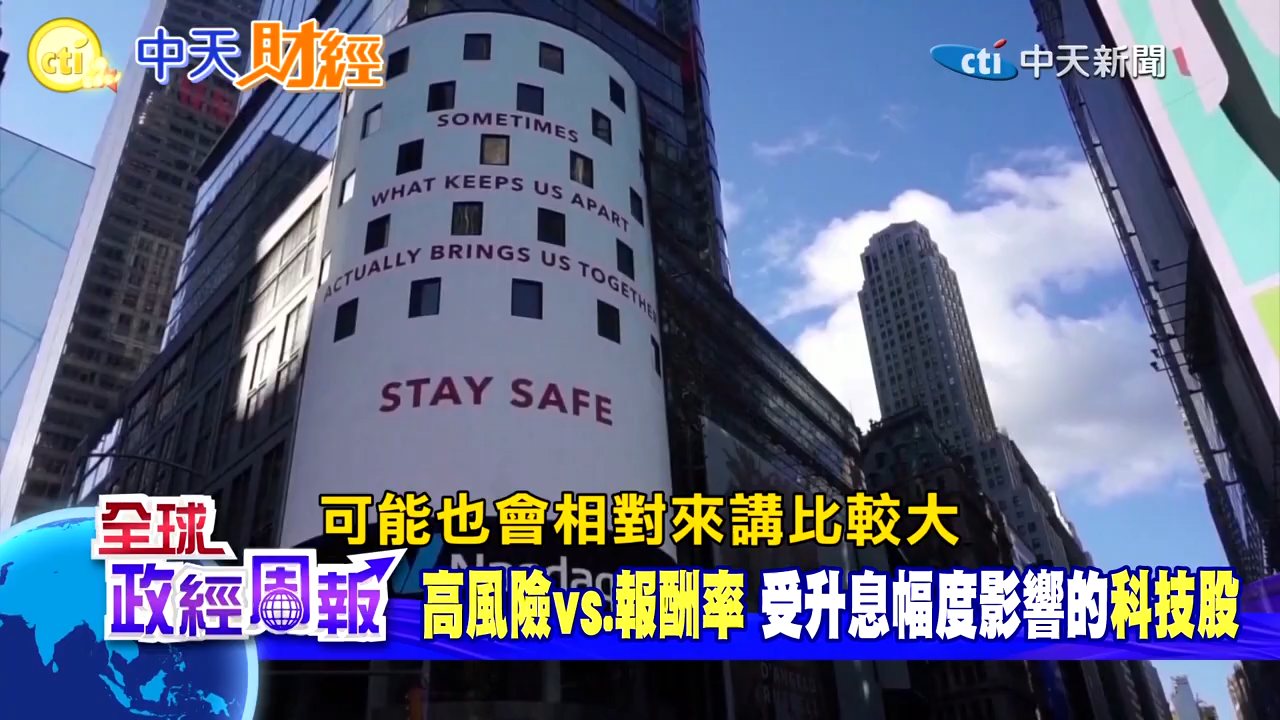 cti
中天財經
cti 中天新聞
SOMETIMES
WHAT KEEPS US APART
ACTUALLY BRINGS US TOGETHER
STAY SAFE
可能也會相對來講比較大
Nasdaq
全球
政經周報
高風險vs.報酬率 受升息幅度影響的科技股